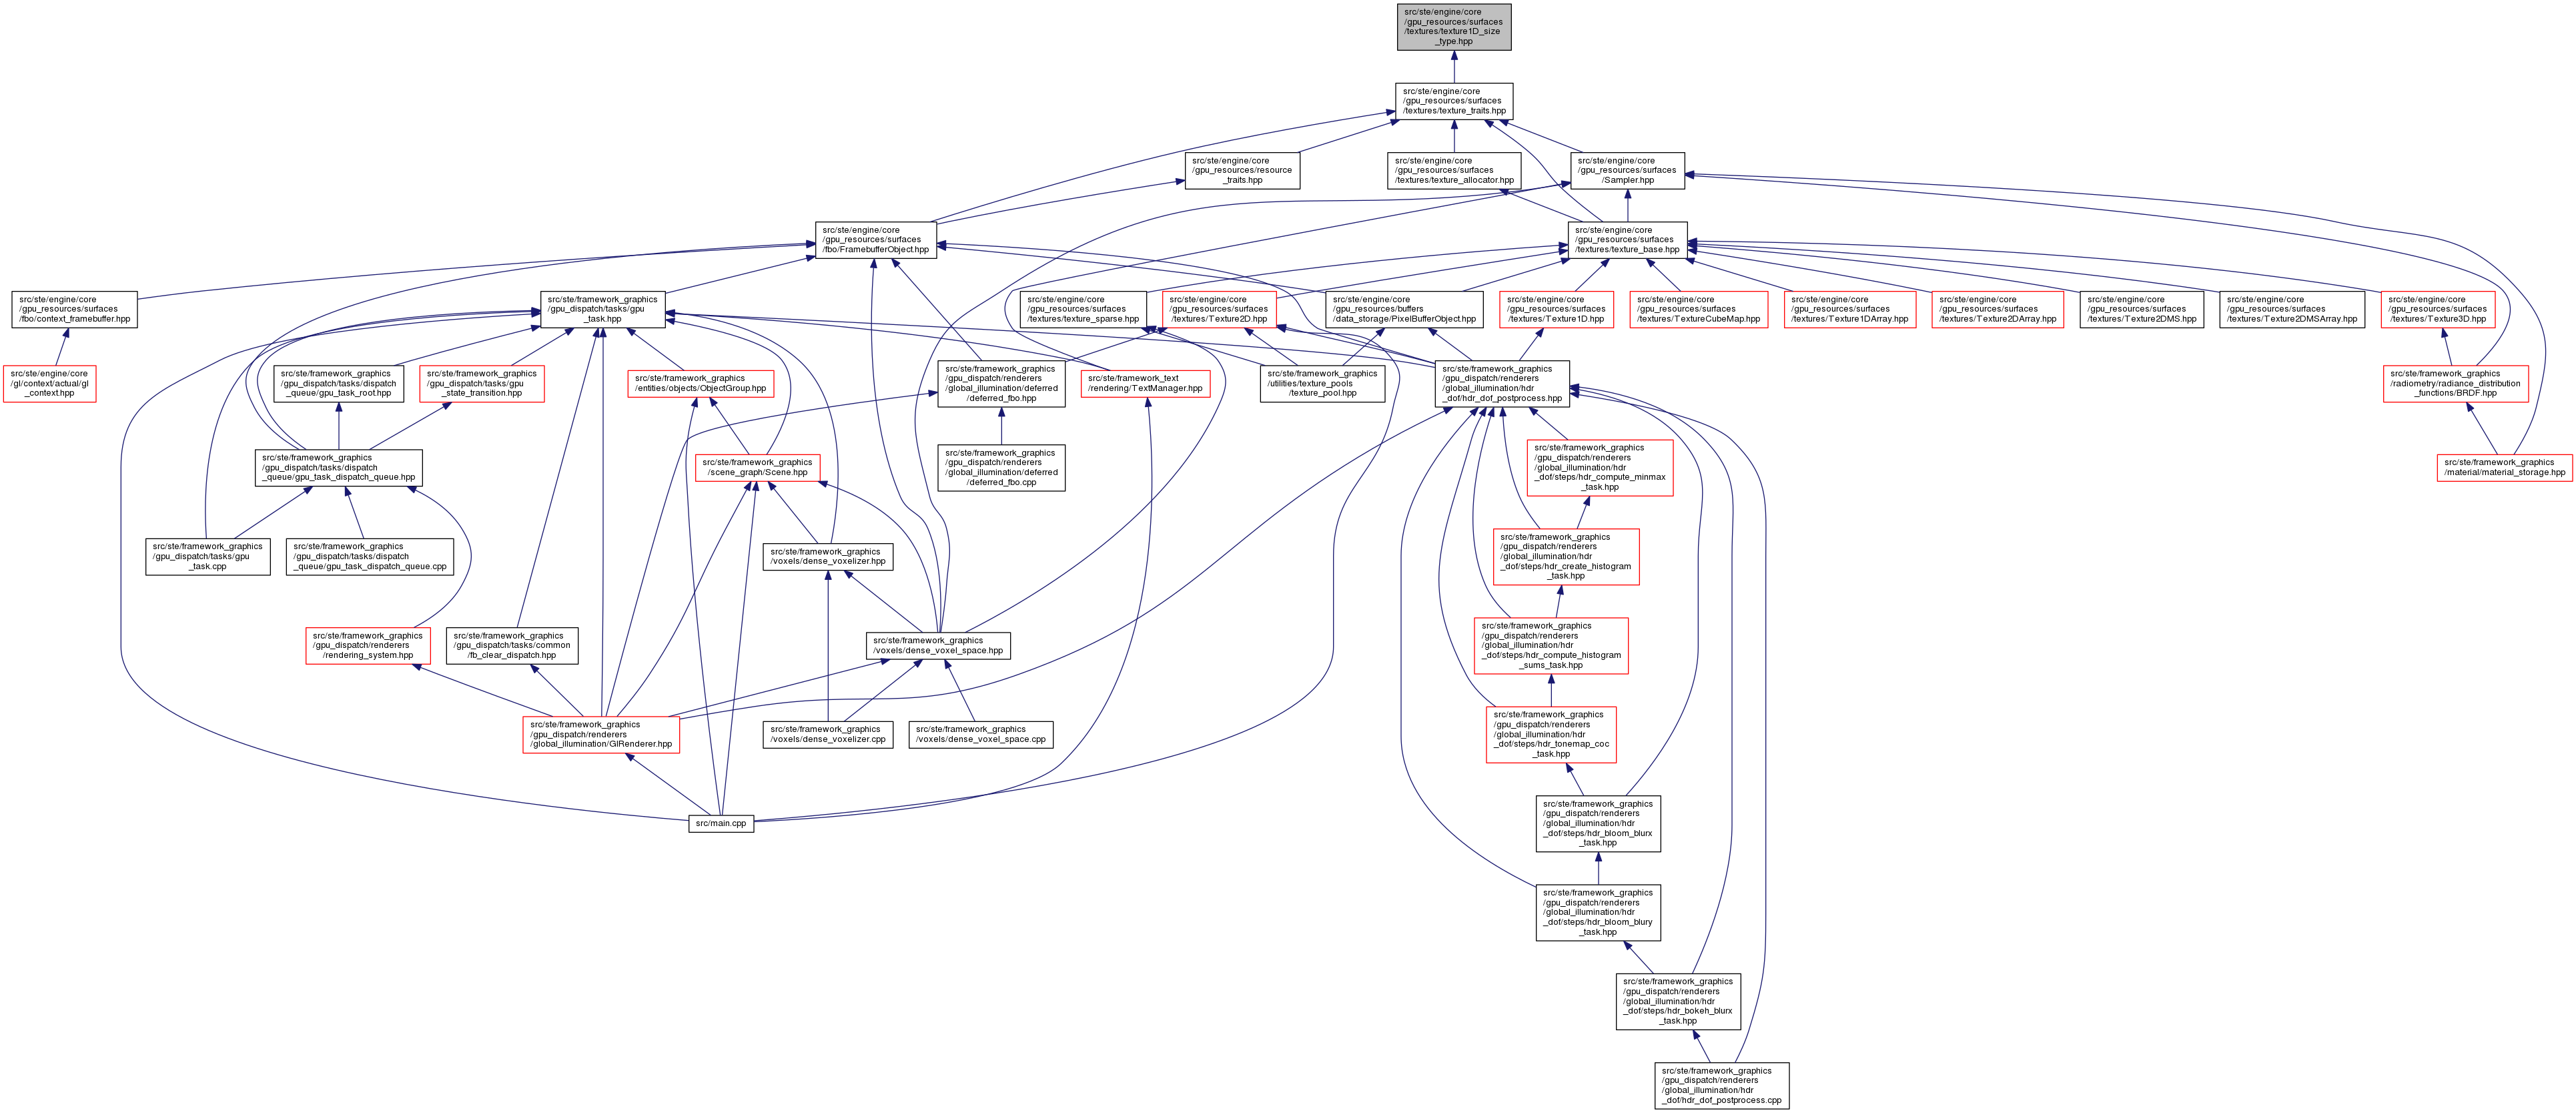 src/ste/engine/core
/gpu_resources/surfaces
/textures/texture1D_size
_type.hpp
src/ste/engine/core
/gpu_resources/surfaces
/textures/texture_traits.hpp
src/ste/engine/core
/gpu_resources/resource
_traits.hpp
src/ste/engine/core
/gpu_resources/surfaces
/textures/texture_allocator.hpp
src/ste/engine/core
/gpu_resources/surfaces
/Sampler.hpp
src/ste/engine/core
/gpu_resources/surfaces
/fbo/FramebufferObject.hpp
src/ste/engine/core
/gpu_resources/surfaces
/textures/texture_base.hpp
src/ste/engine/core
/gpu_resources/surfaces
/fbo/context_framebuffer.hpp
src/ste/framework_graphics
/gpu_dispatch/tasks/gpu
_task.hpp
src/ste/engine/core
/gpu_resources/surfaces
/textures/texture_sparse.hpp
src/ste/engine/core
/gpu_resources/surfaces
/textures/Texture2D.hpp
src/ste/engine/core
/gpu_resources/buffers
/data_storage/PixelBufferObject.hpp
src/ste/engine/core
/gpu_resources/surfaces
/textures/Texture1D.hpp
src/ste/engine/core
/gpu_resources/surfaces
/textures/TextureCubeMap.hpp
src/ste/engine/core
/gpu_resources/surfaces
/textures/Texture1DArray.hpp
src/ste/engine/core
/gpu_resources/surfaces
/textures/Texture2DArray.hpp
src/ste/engine/core
/gpu_resources/surfaces
/textures/Texture2DMS.hpp
src/ste/engine/core
/gpu_resources/surfaces
/textures/Texture2DMSArray.hpp
src/ste/engine/core
/gpu_resources/surfaces
/textures/Texture3D.hpp
src/ste/engine/core
/gl/context/actual/gl
_context.hpp
src/ste/framework_graphics
/gpu_dispatch/tasks/dispatch
_queue/gpu_task_root.hpp
src/ste/framework_graphics
/gpu_dispatch/tasks/gpu
_state_transition.hpp
src/ste/framework_graphics
/entities/objects/ObjectGroup.hpp
src/ste/framework_graphics
/gpu_dispatch/renderers
/global_illumination/deferred
/deferred_fbo.hpp
src/ste/framework_text
/rendering/TextManager.hpp
src/ste/framework_graphics
/utilities/texture_pools
/texture_pool.hpp
src/ste/framework_graphics
/gpu_dispatch/renderers
/global_illumination/hdr
_dof/hdr_dof_postprocess.hpp
src/ste/framework_graphics
/radiometry/radiance_distribution
_functions/BRDF.hpp
src/ste/framework_graphics
/gpu_dispatch/tasks/dispatch
_queue/gpu_task_dispatch_queue.hpp
src/ste/framework_graphics
/scene_graph/Scene.hpp
src/ste/framework_graphics
/gpu_dispatch/renderers
/global_illumination/deferred
/deferred_fbo.cpp
src/ste/framework_graphics
/gpu_dispatch/renderers
/global_illumination/hdr
_dof/steps/hdr_compute_minmax
_task.hpp
src/ste/framework_graphics
/material/material_storage.hpp
src/ste/framework_graphics
/gpu_dispatch/tasks/gpu
_task.cpp
src/ste/framework_graphics
/gpu_dispatch/tasks/dispatch
_queue/gpu_task_dispatch_queue.cpp
src/ste/framework_graphics
/voxels/dense_voxelizer.hpp
src/ste/framework_graphics
/gpu_dispatch/renderers
/global_illumination/hdr
_dof/steps/hdr_create_histogram
_task.hpp
src/ste/framework_graphics
/gpu_dispatch/renderers
/rendering_system.hpp
src/ste/framework_graphics
/gpu_dispatch/tasks/common
/fb_clear_dispatch.hpp
src/ste/framework_graphics
/voxels/dense_voxel_space.hpp
src/ste/framework_graphics
/gpu_dispatch/renderers
/global_illumination/hdr
_dof/steps/hdr_compute_histogram
_sums_task.hpp
src/ste/framework_graphics
/gpu_dispatch/renderers
/global_illumination/GIRenderer.hpp
src/ste/framework_graphics
/voxels/dense_voxelizer.cpp
src/ste/framework_graphics
/voxels/dense_voxel_space.cpp
src/ste/framework_graphics
/gpu_dispatch/renderers
/global_illumination/hdr
_dof/steps/hdr_tonemap_coc
_task.hpp
src/main.cpp
src/ste/framework_graphics
/gpu_dispatch/renderers
/global_illumination/hdr
_dof/steps/hdr_bloom_blurx
_task.hpp
src/ste/framework_graphics
/gpu_dispatch/renderers
/global_illumination/hdr
_dof/steps/hdr_bloom_blury
_task.hpp
src/ste/framework_graphics
/gpu_dispatch/renderers
/global_illumination/hdr
_dof/steps/hdr_bokeh_blurx
_task.hpp
src/ste/framework_graphics
/gpu_dispatch/renderers
/global_illumination/hdr
_dof/hdr_dof_postprocess.cpp